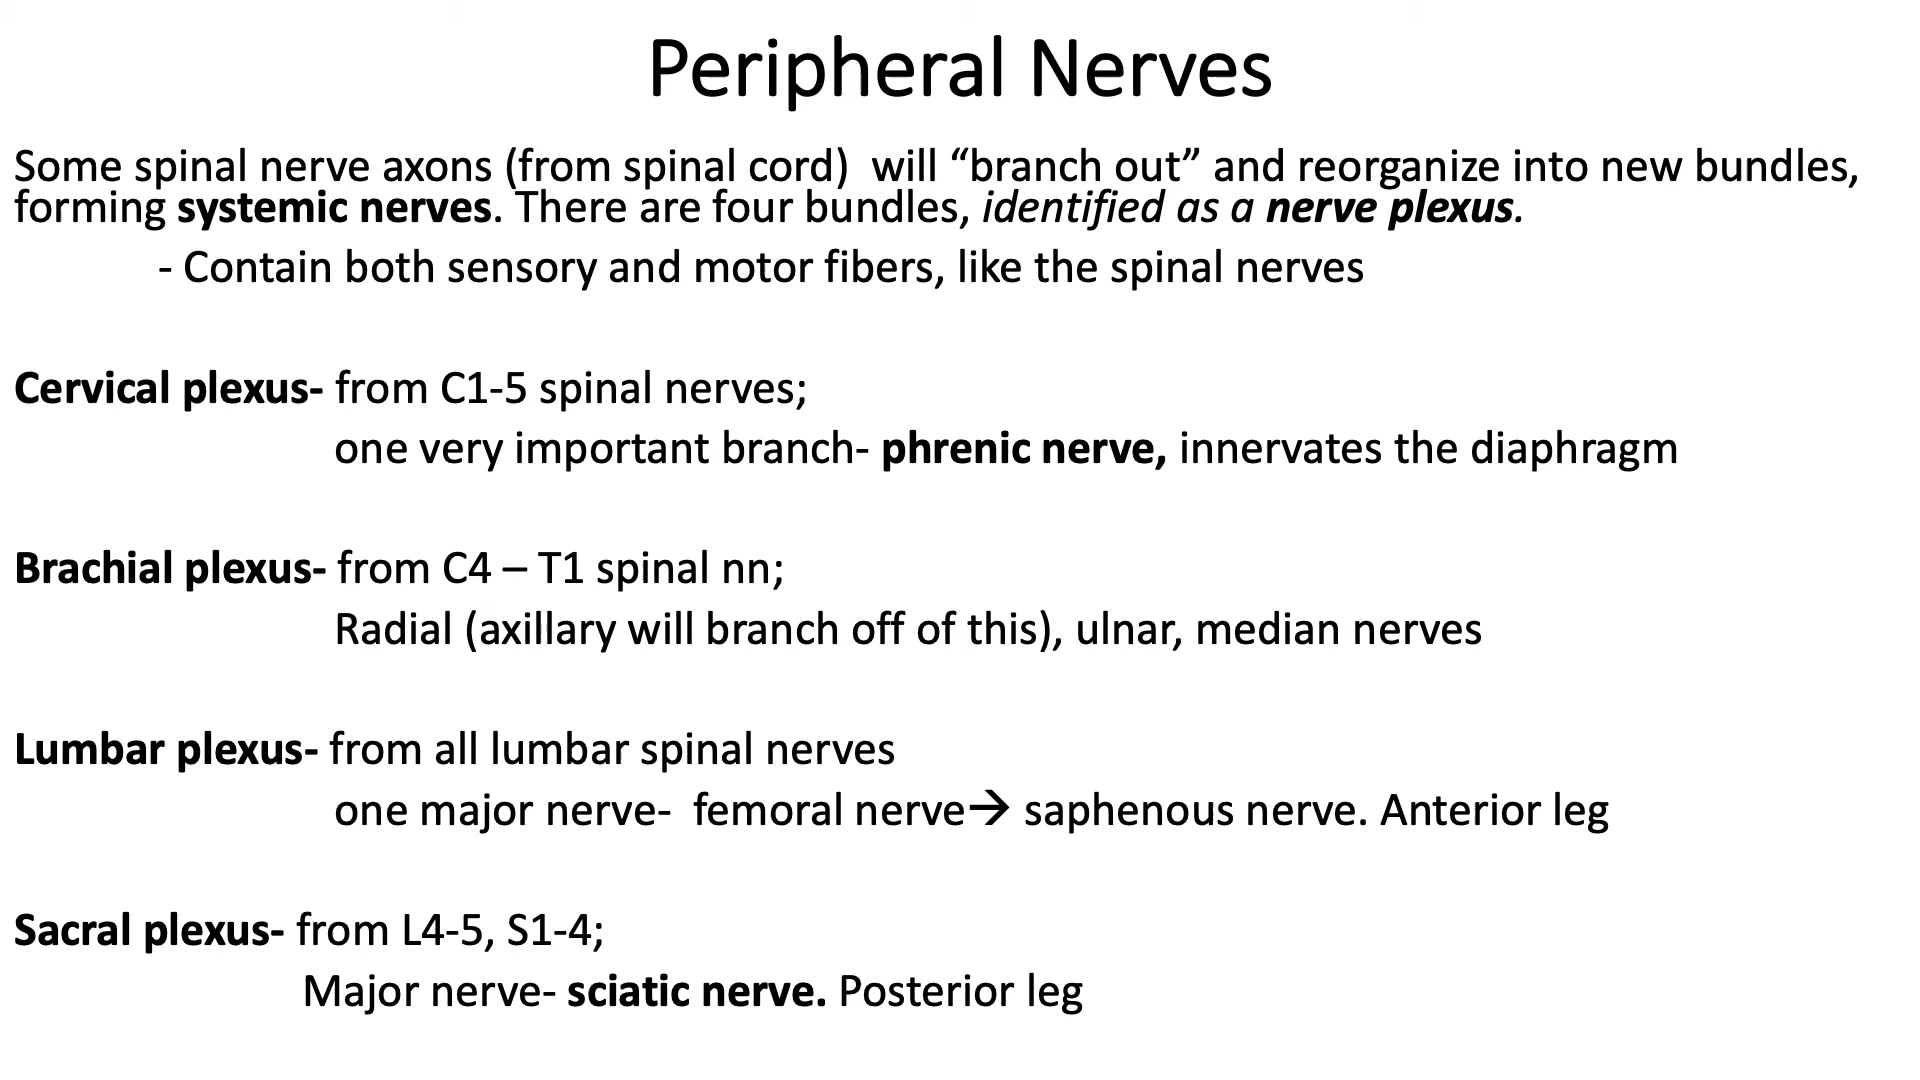 Peripheral Nerves
Some spinal nerve axons (from spinal cord)  will “branch out” and reorganize into new bundles,
forming systemic nerves. There are four bundles, identified as a nerve plexus.
- Contain both sensory and motor fibers, like the spinal nerves
Cervical plexus- from C1-5 spinal nerves;
one very important branch- phrenic nerve, innervates the diaphragm
Brachial plexus- from C4 – T1 spinal nn;
Radial (axillary will branch off of this), ulnar, median nerves
Lumbar plexus- from all lumbar spinal nerves
one major nerve-  femoral nerve→ saphenous nerve. Anterior leg
Sacral plexus- from L4-5, S1-4;
Major nerve- sciatic nerve. Posterior leg